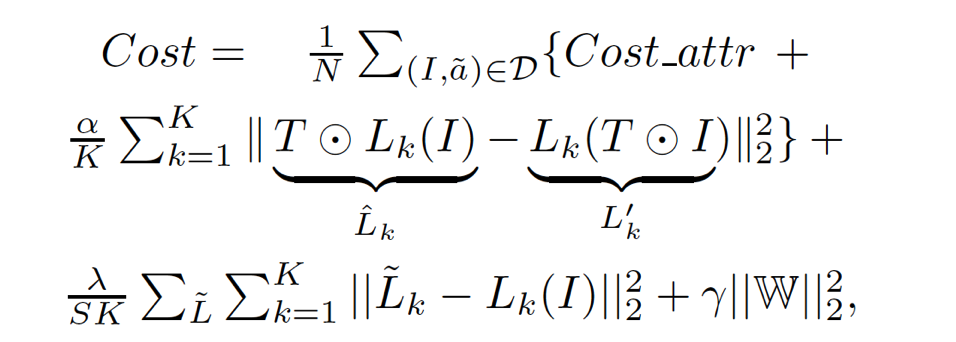 Cost = 1/N ∑_{(I,ã)∈𝒟}{Cost_attr +
α/K ∑_{k=1}^{K} ∥ T ⊙ L_k(I) − L_k(T ⊙ I)∥_2^2} +
L̂_k L′_k
λ/SK ∑_{L̃} ∑_{k=1}^{K} ||L̃_k − L_k(I)||_2^2 + γ||𝕎||_2^2,